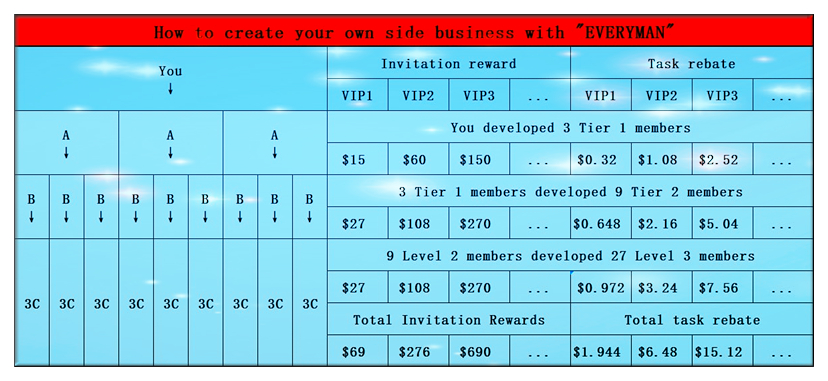 How to create your own side business with "EVERYMAN"
You Invitation reward Task rebate
↓ VIP1 VIP2 VIP3 ... VIP1 VIP2 VIP3 ...
A A A You developed 3 Tier 1 members
↓ ↓ ↓ $15 $60 $150 ... $0.32 $1.08 $2.52 ...
B B B B B B B B B 3 Tier 1 members developed 9 Tier 2 members
↓ ↓ ↓ ↓ ↓ ↓ ↓ ↓ ↓ $27 $108 $270 ... $0.648 $2.16 $5.04 ...
9 Level 2 members developed 27 Level 3 members
3C 3C 3C 3C 3C 3C 3C 3C 3C $27 $108 $270 ... $0.972 $3.24 $7.56 ...
Total Invitation Rewards Total task rebate
$69 $276 $690 ... $1.944 $6.48 $15.12 ...